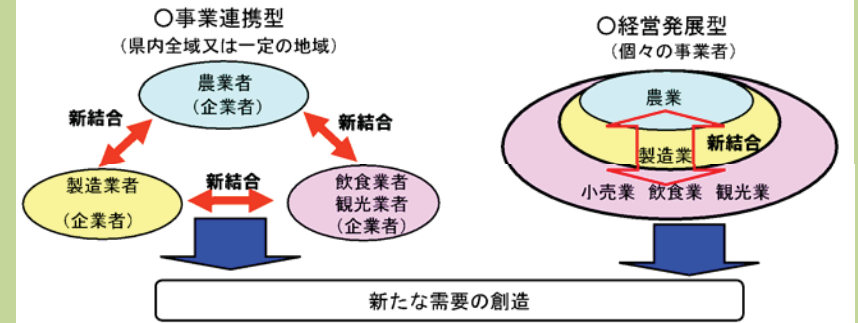 〇事業連携型
(県内全域又は一定の地域)
農業者
(企業者)
新結合
新結合
製造業者
(企業者)
新結合
飲食業者
観光業者
(企業者)
〇経営発展型
(個々の事業者)
農業
新結合
製造業
小売業 飲食業 観光業
新たな需要の創造